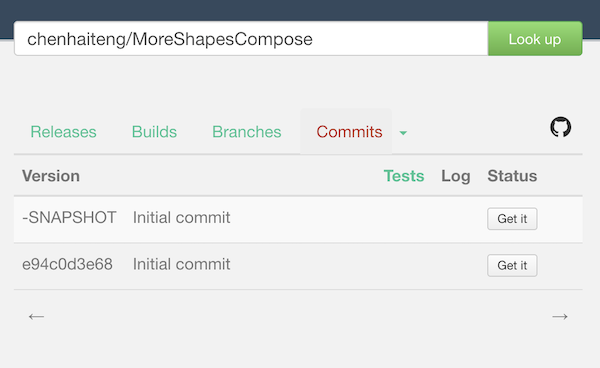 chenhaiteng/MoreShapesCompose Look up
Releases Builds Branches Commits
Version Tests Log Status
-SNAPSHOT Initial commit Get it
e94c0d3e68 Initial commit Get it
← →